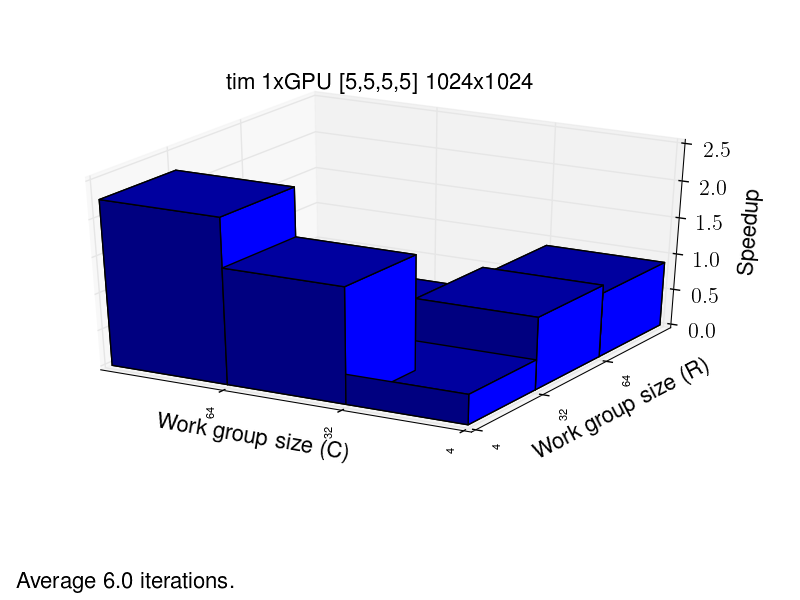 tim 1xGPU [5,5,5,5] 1024x1024
2.5
2.0
1.5
1.0
0.5
0.0
Speedup
64
32
4
Work group size (C)
4
32
64
Work group size (R)
Average 6.0 iterations.